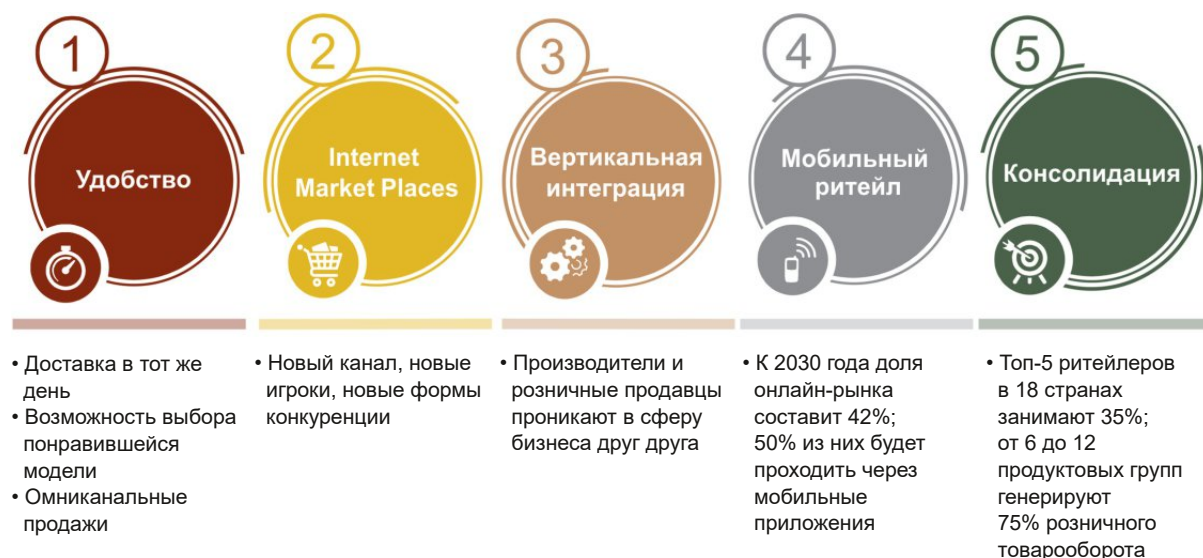 1
Удобство
• Доставка в тот же
день
• Возможность выбора
понравившейся
модели
• Омниканальные
продажи
2
Internet
Market Places
• Новый канал, новые
игроки, новые формы
конкуренции
3
Вертикальная
интеграция
• Производители и
розничные продавцы
проникают в сферу
бизнеса друг друга
4
Мобильный
ритейл
• К 2030 года доля
онлайн-рынка
составит 42%;
50% из них будет
проходить через
мобильные
приложения
5
Консолидация
• Топ-5 ритейлеров
в 18 странах
занимают 35%;
от 6 до 12
продуктовых групп
генерируют
75% розничного
товарооборота